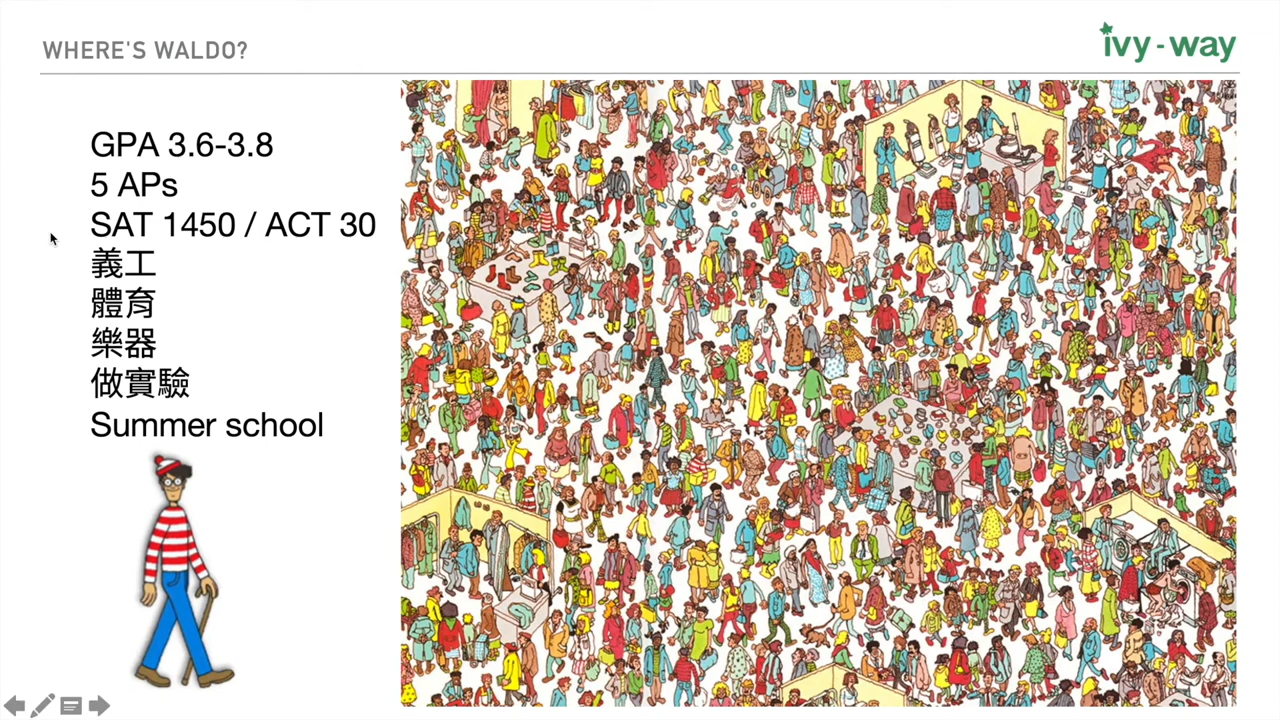 WHERE'S WALDO?
ivy-way
GPA 3.6-3.8
5 APs
SAT 1450 / ACT 30
義工
體育
樂器
做實驗
Summer school